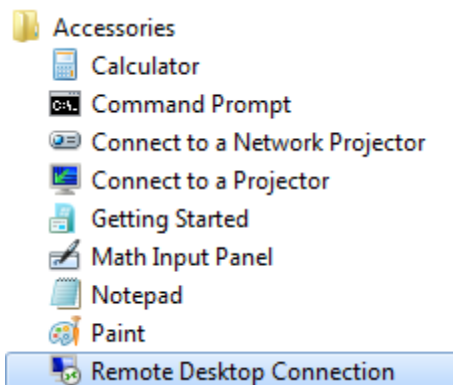 Accessories
Calculator
Command Prompt
Connect to a Network Projector
Connect to a Projector
Getting Started
Math Input Panel
Notepad
Paint
Remote Desktop Connection